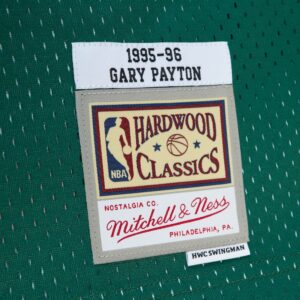 1995-96
GARY PAYTON
HARDWOOD
CLASSICS
NBA
NOSTALGIA CO.
Mitchell & Ness
PHILADELPHIA, PA.
HWC SWINGMAN